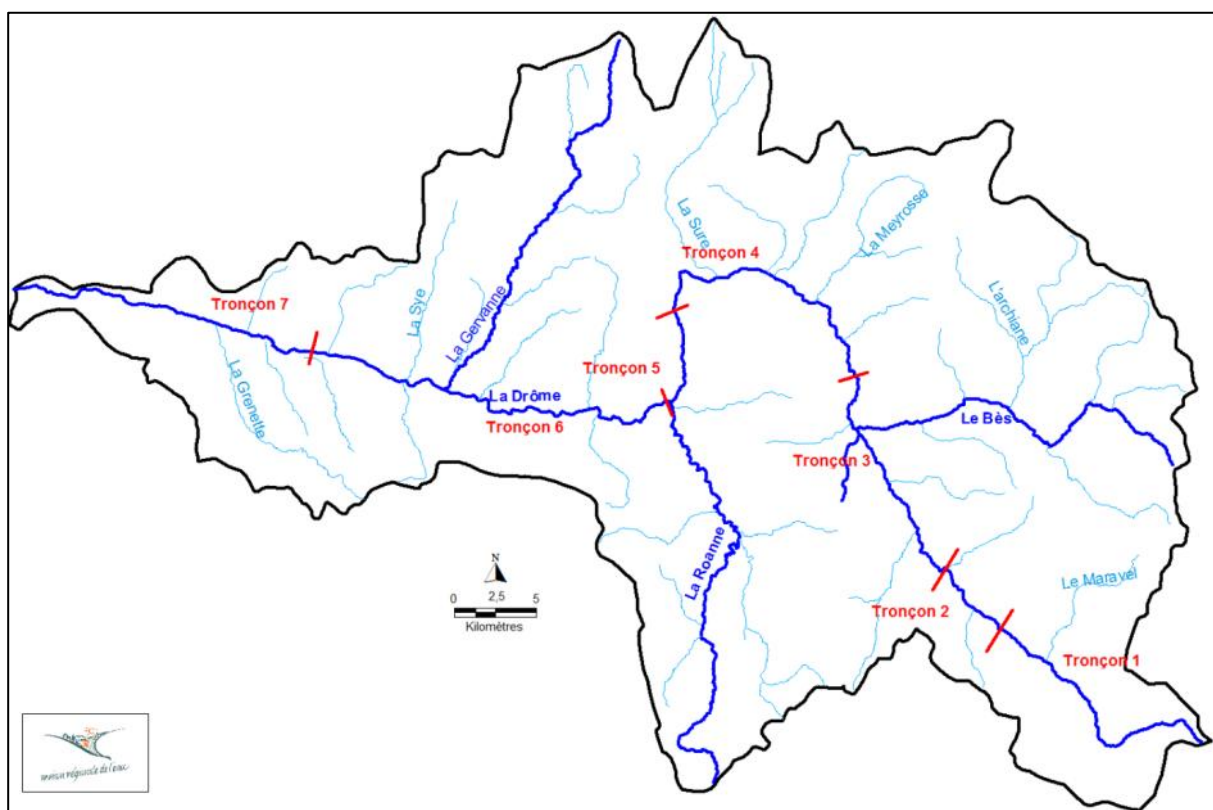 La Sure
La Meyrosse
Tronçon 4
L'archiane
Tronçon 7
La Sye
La Gervanne
Tronçon 5
La Grenette
La Drôme
Le Bès
Tronçon 6
Tronçon 3
La Roanne
N
0 2,5 5
Kilomètres
Le Maravel
Tronçon 2
Tronçon 1